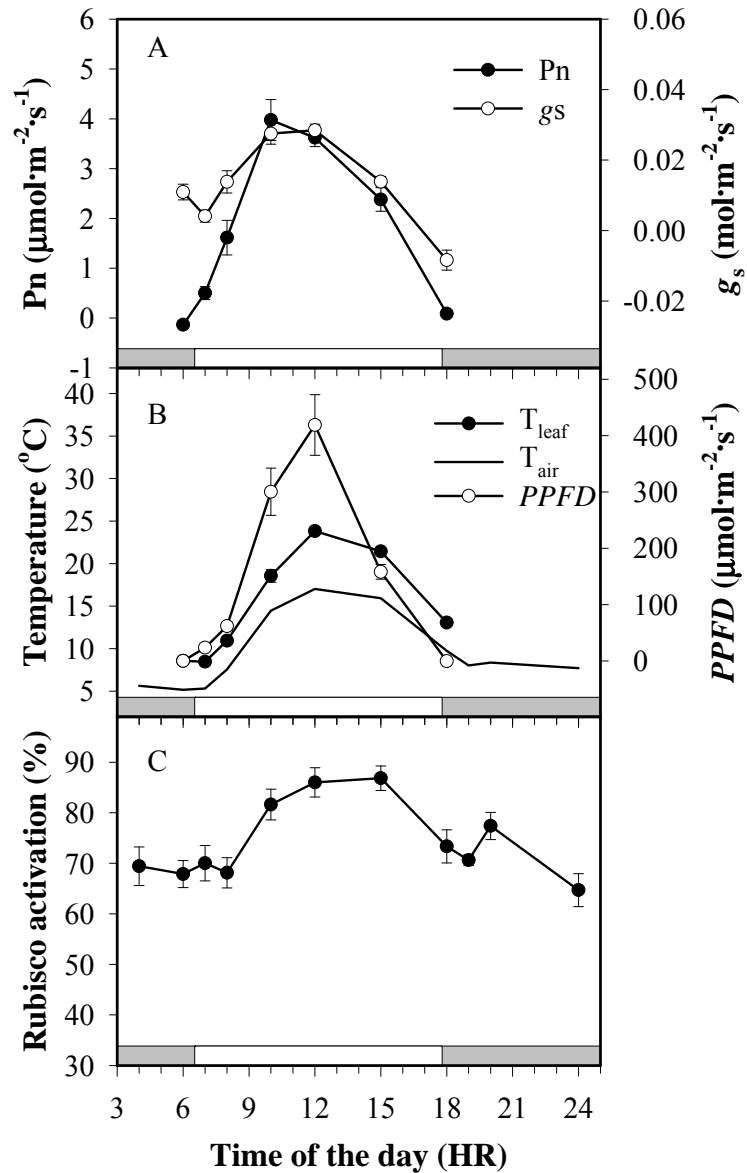 A
Pn
gs
Pn (μmol·m⁻²·s⁻¹)
6
5
4
3
2
1
0
-1
gₛ (mol·m⁻²·s⁻¹)
0.06
0.04
0.02
0.00
-0.02
B
T_leaf
T_air
PPFD
Temperature (°C)
40
35
30
25
20
15
10
5
PPFD (μmol·m⁻²·s⁻¹)
500
400
300
200
100
0
C
Rubisco activation (%)
90
80
70
60
50
40
30
3 6 9 12 15 18 21 24
Time of the day (HR)